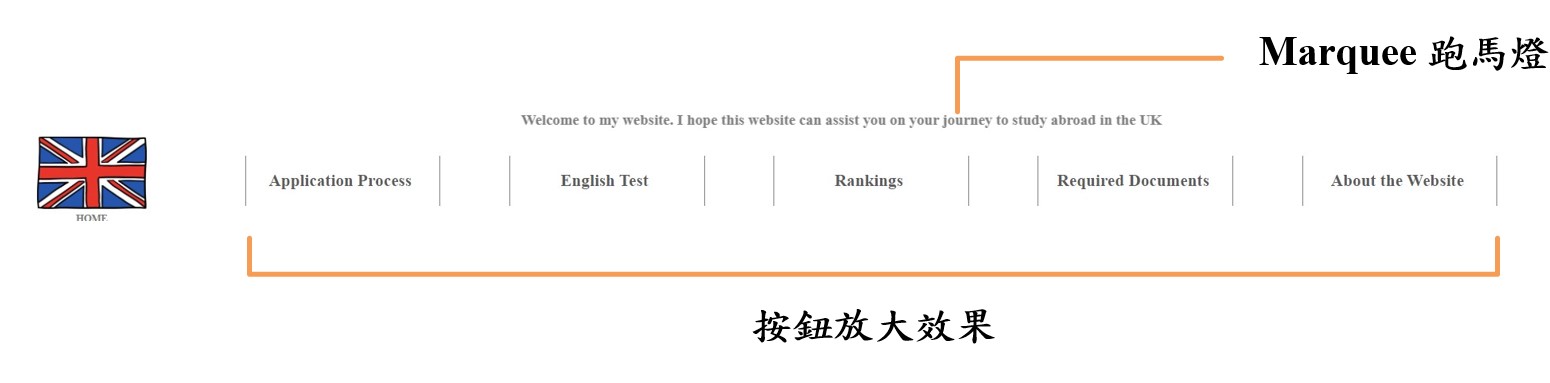 Marquee 跑馬燈
Welcome to my website. I hope this website can assist you on your journey to study abroad in the UK
Application Process
English Test
Rankings
Required Documents
About the Website
HOME
按鈕放大效果